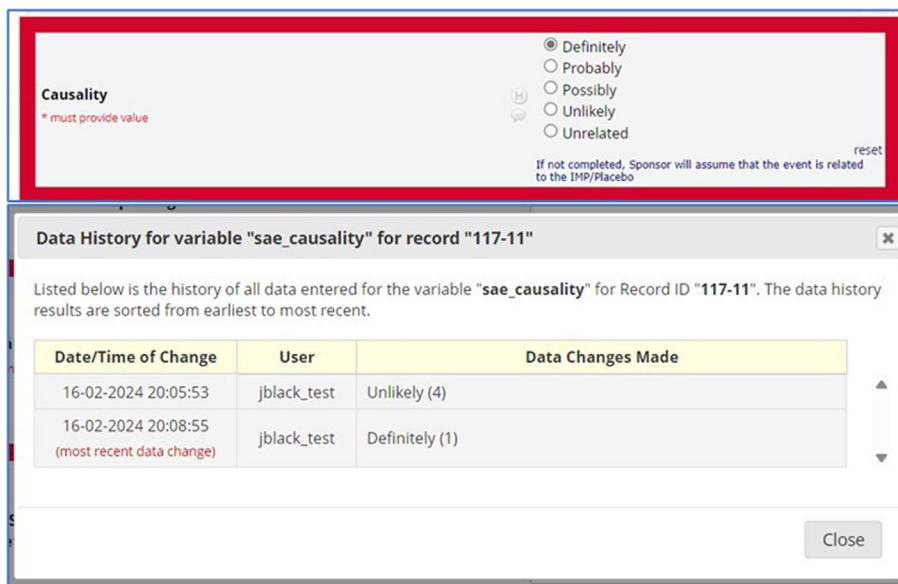 Definitely
Probably
Causality
Possibly
H
* must provide value
Unlikely
Unrelated
reset
If not completed, Sponsor will assume that the event is related
to the IMP/Placebo
Data History for variable "sae_causality" for record "117-11"
Listed below is the history of all data entered for the variable "sae_causality" for Record ID "117-11". The data history
results are sorted from earliest to most recent.
Date/Time of Change User Data Changes Made
16-02-2024 20:05:53 jblack_test Unlikely (4)
16-02-2024 20:08:55
(most recent data change) jblack_test Definitely (1)
Close